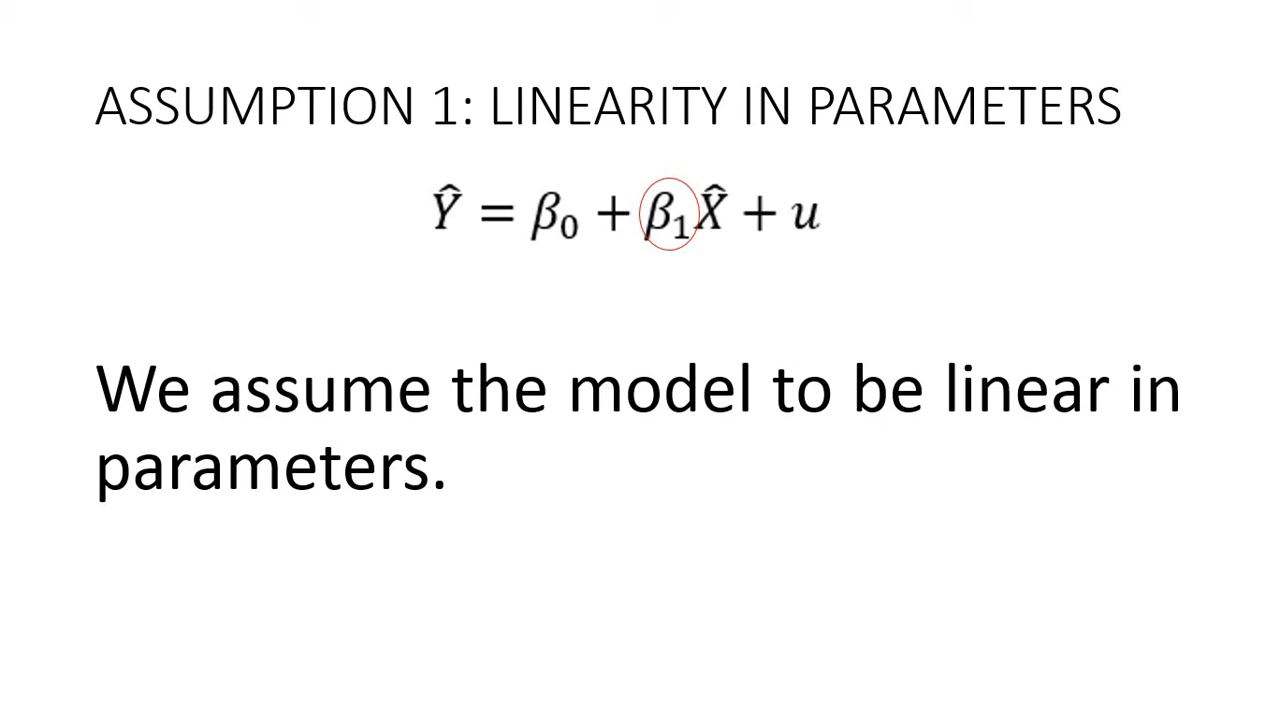 ASSUMPTION 1: LINEARITY IN PARAMETERS
Ŷ = β₀ + β₁X̂ + u
We assume the model to be linear in
parameters.